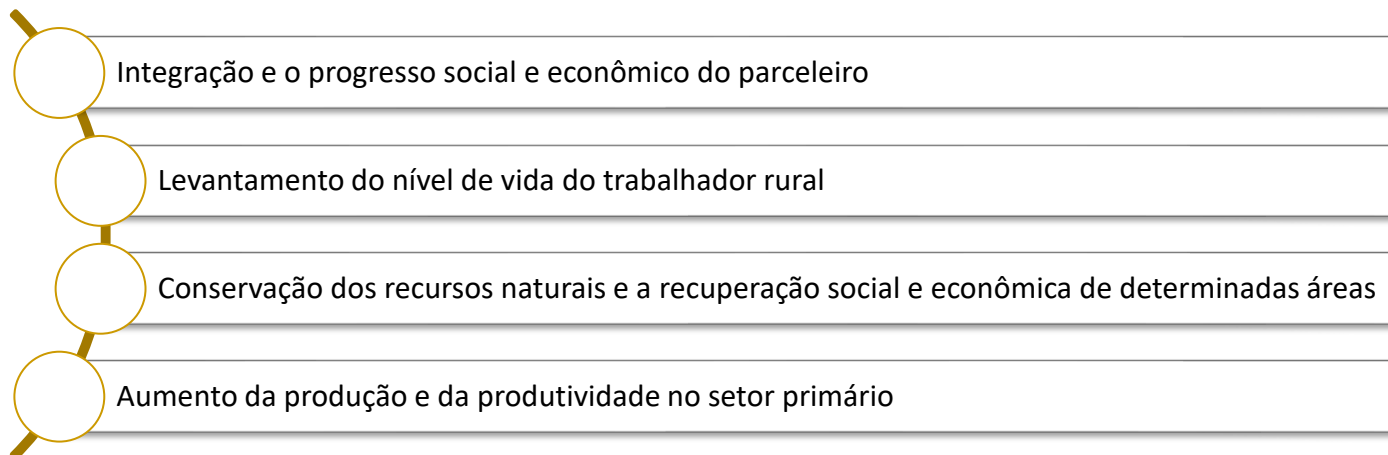 Integração e o progresso social e econômico do parceleiro
Levantamento do nível de vida do trabalhador rural
Conservação dos recursos naturais e a recuperação social e econômica de determinadas áreas
Aumento da produção e da produtividade no setor primário